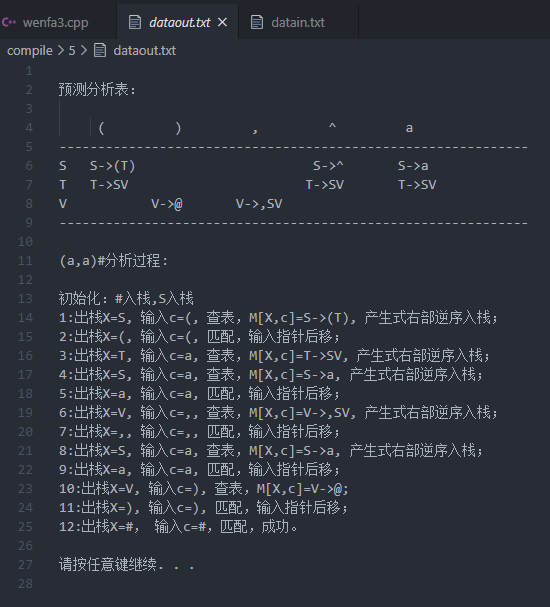 wenfa3.cpp dataout.txt × datain.txt
compile > 5 > dataout.txt
1
2 预测分析表:
3
4 ( ) , ^ a
5 -------------------------------------------------------------
6 S S->(T) S->^ S->a
7 T T->SV T->SV T->SV
8 V V->@ V->,SV
9 -------------------------------------------------------------
10
11 (a,a)#分析过程:
12
13 初始化: #入栈,S入栈
14 1:出栈X=S, 输入c=(, 查表, M[X,c]=S->(T), 产生式右部逆序入栈;
15 2:出栈X=(, 输入c=(, 匹配, 输入指针后移;
16 3:出栈X=T, 输入c=a, 查表, M[X,c]=T->SV, 产生式右部逆序入栈;
17 4:出栈X=S, 输入c=a, 查表, M[X,c]=S->a, 产生式右部逆序入栈;
18 5:出栈X=a, 输入c=a, 匹配, 输入指针后移;
19 6:出栈X=V, 输入c=,, 查表, M[X,c]=V->,SV, 产生式右部逆序入栈;
20 7:出栈X=,, 输入c=,, 匹配, 输入指针后移;
21 8:出栈X=S, 输入c=a, 查表, M[X,c]=S->a, 产生式右部逆序入栈;
22 9:出栈X=a, 输入c=a, 匹配, 输入指针后移;
23 10:出栈X=V, 输入c=), 查表, M[X,c]=V->@;
24 11:出栈X=), 输入c=), 匹配, 输入指针后移;
25 12:出栈X=#, 输入c=#, 匹配, 成功。
26
27 请按任意键继续. . .
28